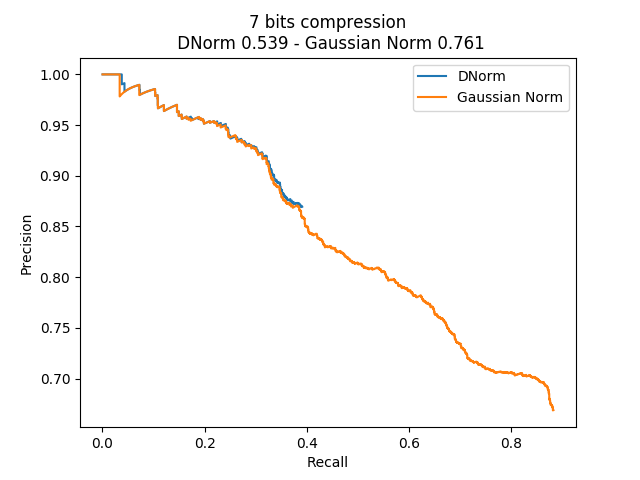 7 bits compression
DNorm 0.539 - Gaussian Norm 0.761
DNorm
Gaussian Norm
1.00
0.95
0.90
0.85
0.80
0.75
0.70
Precision
0.0 0.2 0.4 0.6 0.8
Recall